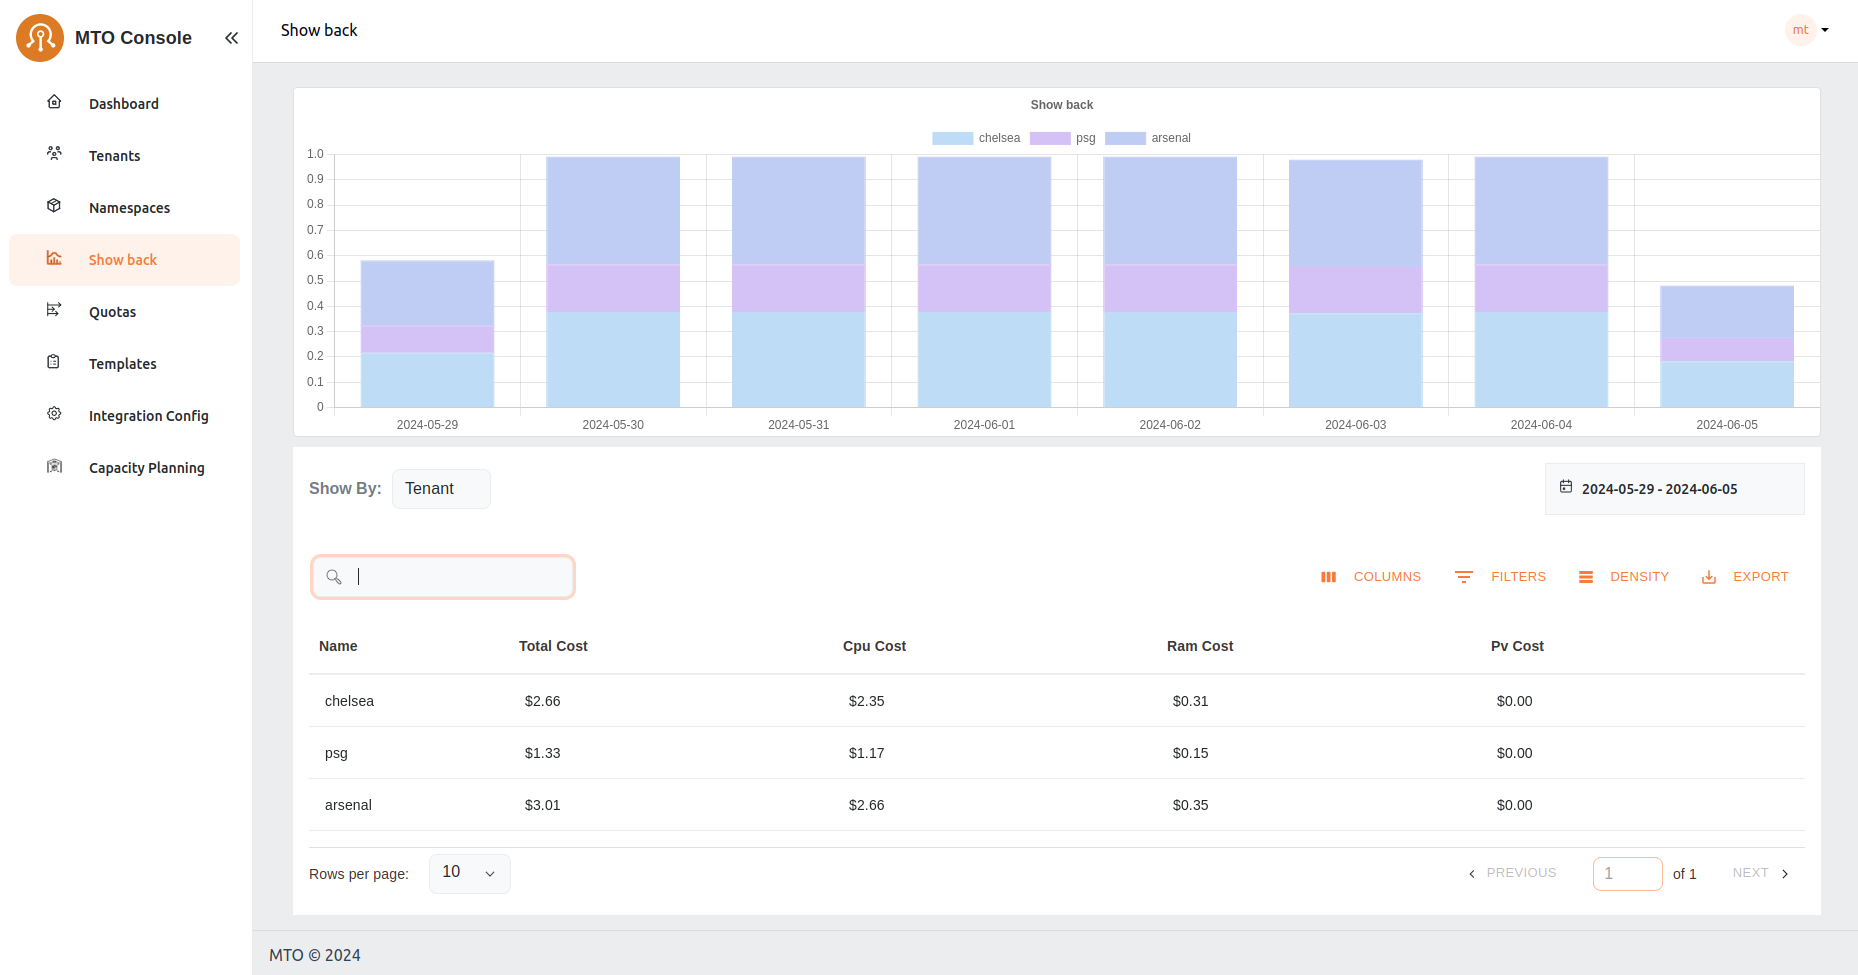 MTO Console
Show back
mt
Dashboard
Tenants
Namespaces
Show back
Quotas
Templates
Integration Config
Capacity Planning
Show back
chelsea psg arsenal
1.0
0.9
0.8
0.7
0.6
0.5
0.4
0.3
0.2
0.1
0
2024-05-29 2024-05-30 2024-05-31 2024-06-01 2024-06-02 2024-06-03 2024-06-04 2024-06-05
Show By: Tenant
2024-05-29 - 2024-06-05
COLUMNS FILTERS DENSITY EXPORT
Name Total Cost Cpu Cost Ram Cost Pv Cost
chelsea $2.66 $2.35 $0.31 $0.00
psg $1.33 $1.17 $0.15 $0.00
arsenal $3.01 $2.66 $0.35 $0.00
Rows per page: 10 PREVIOUS 1 of 1 NEXT
MTO © 2024